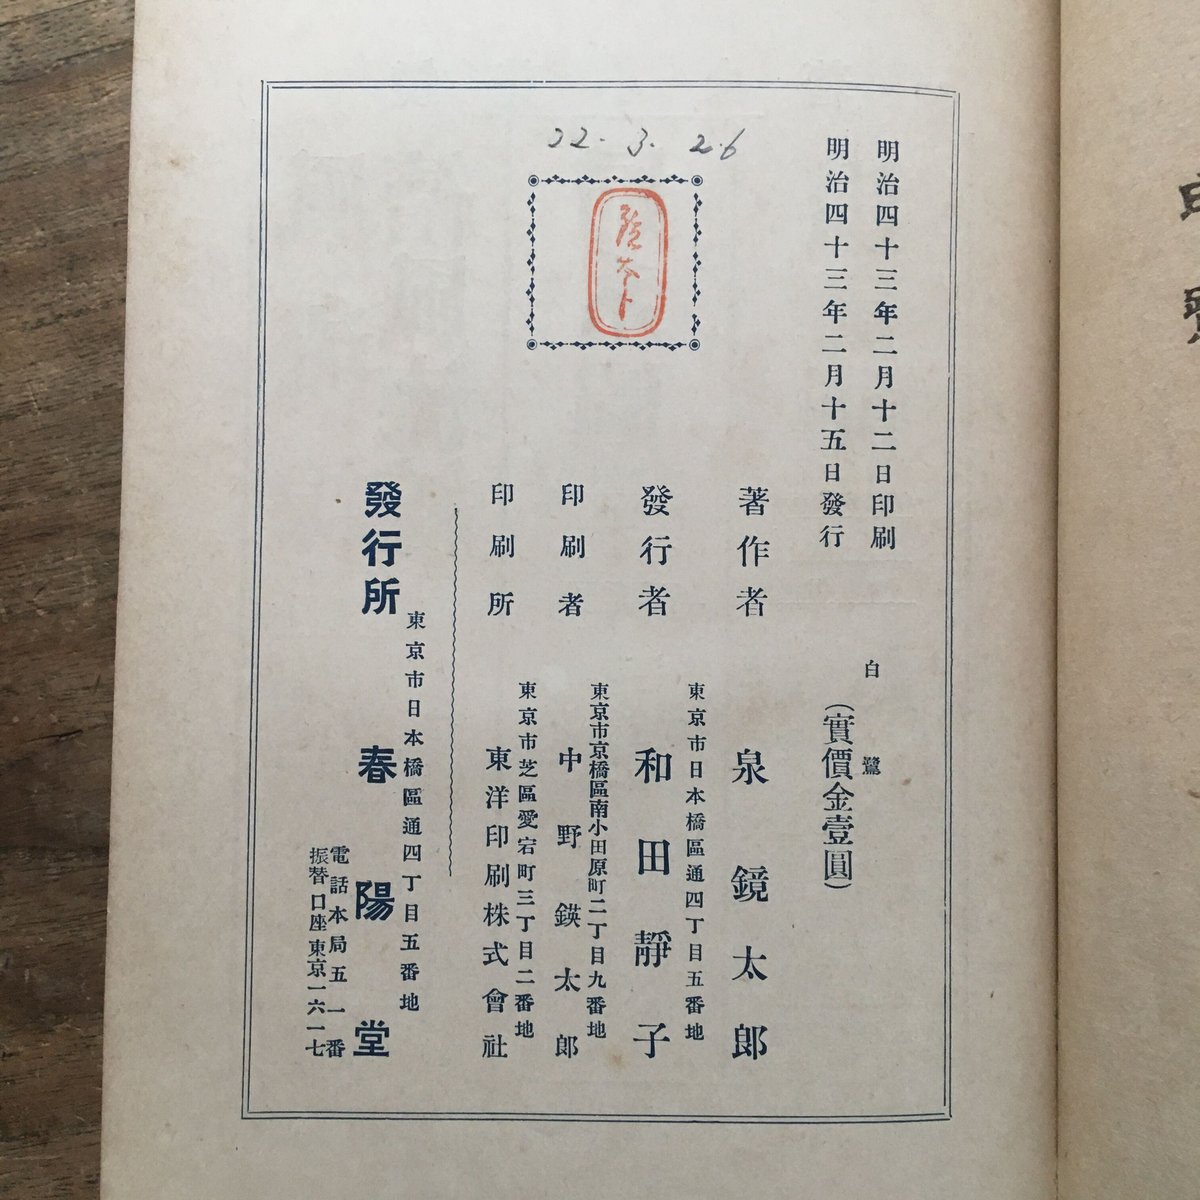 明治四十三年二月十二日印刷
明治四十三年二月十五日發行
白鷺
(實價金壹圓)
著作者 泉鏡太郎
東京市日本橋區通四丁目五番地
發行者 和田靜子
東京市京橋區南小田原町二丁目九番地
印刷者 中野鍈太郎
東京市芝區愛宕町三丁目二番地
印刷所 東洋印刷株式會社
東京市日本橋區通四丁目五番地
發行所 春陽堂
電話本局五一番
振替口座東京一六一七
22.3.26